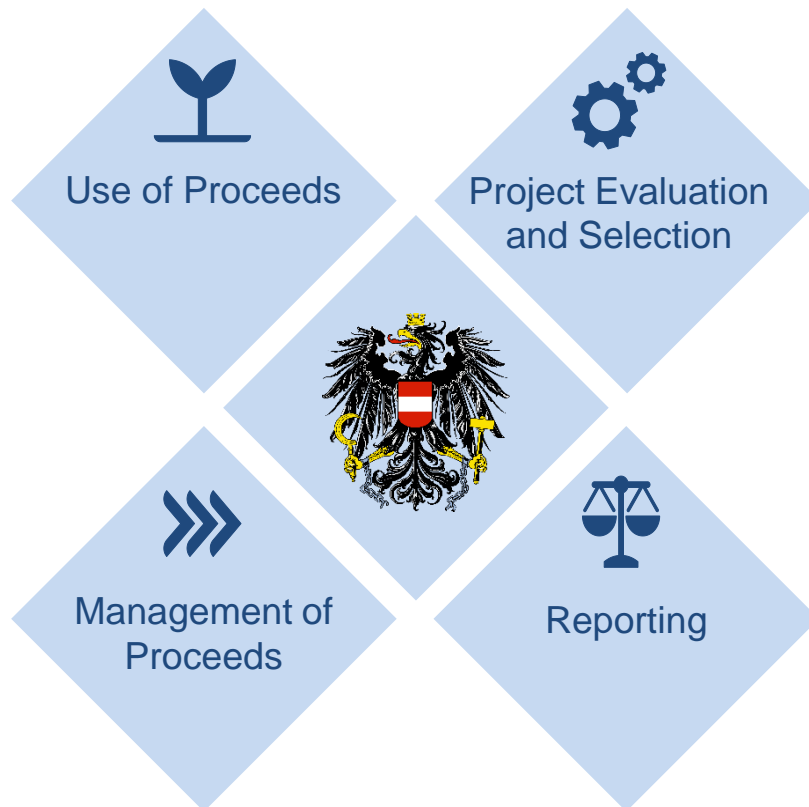 Use of Proceeds
Project Evaluation
and Selection
Management of
Proceeds
Reporting